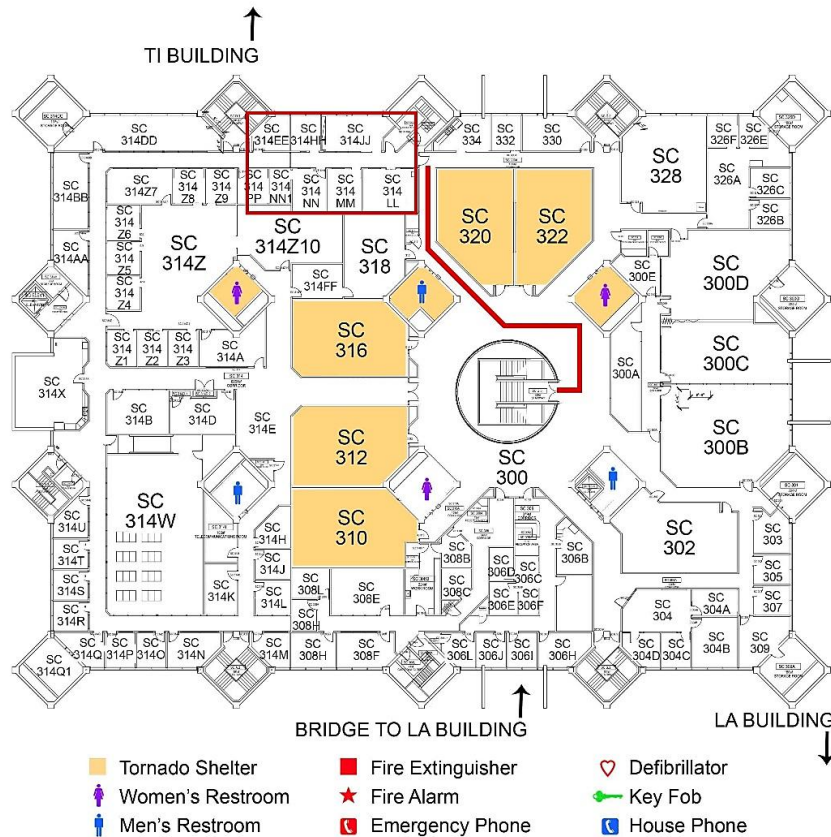 TI BUILDING
SC
314DD
SC
314EE
SC
314HH
SC
314JJ
SC
334
SC
332
SC
330
SC
326F
SC
326E
SC
328
SC
326A
SC
326C
SC
326B
SC
314BB
SC
314Z7
SC
314
Z8
SC
314
Z9
SC
314
PP
SC
314
NN1
SC
314
NN
SC
314
MM
SC
314
LL
SC
320
SC
322
SC
314
Z6
SC
314Z
SC
314Z10
SC
318
SC
314AA
SC
314
Z5
SC
314
Z4
SC
314FF
SC
300E
SC
300D
SC
316
SC
314
Z1
SC
314
Z2
SC
314
Z3
SC
314A
SC
300A
SC
300C
SC
314X
SC
314B
SC
314D
SC
314E
SC
312
SC
300
SC
300B
SC
314W
SC
310
SC
314U
SC
314T
SC
314S
SC
314R
SC
314H
SC
314J
SC
314L
SC
314K
SC
308L
SC
308H
SC
308E
SC
308B
SC
308C
SC
306D
SC
306C
SC
306E
SC
306F
SC
306B
SC
302
SC
303
SC
305
SC
307
SC
304
SC
304A
SC
314Q1
SC
314Q
SC
314P
SC
314O
SC
314N
SC
314M
SC
308H
SC
308F
SC
306L
SC
306J
SC
306I
SC
306H
SC
304D
SC
304C
SC
304B
SC
309
BRIDGE TO LA BUILDING
LA BUILDING
Tornado Shelter
Fire Extinguisher
Defibrillator
Women's Restroom
Fire Alarm
Key Fob
Men's Restroom
Emergency Phone
House Phone